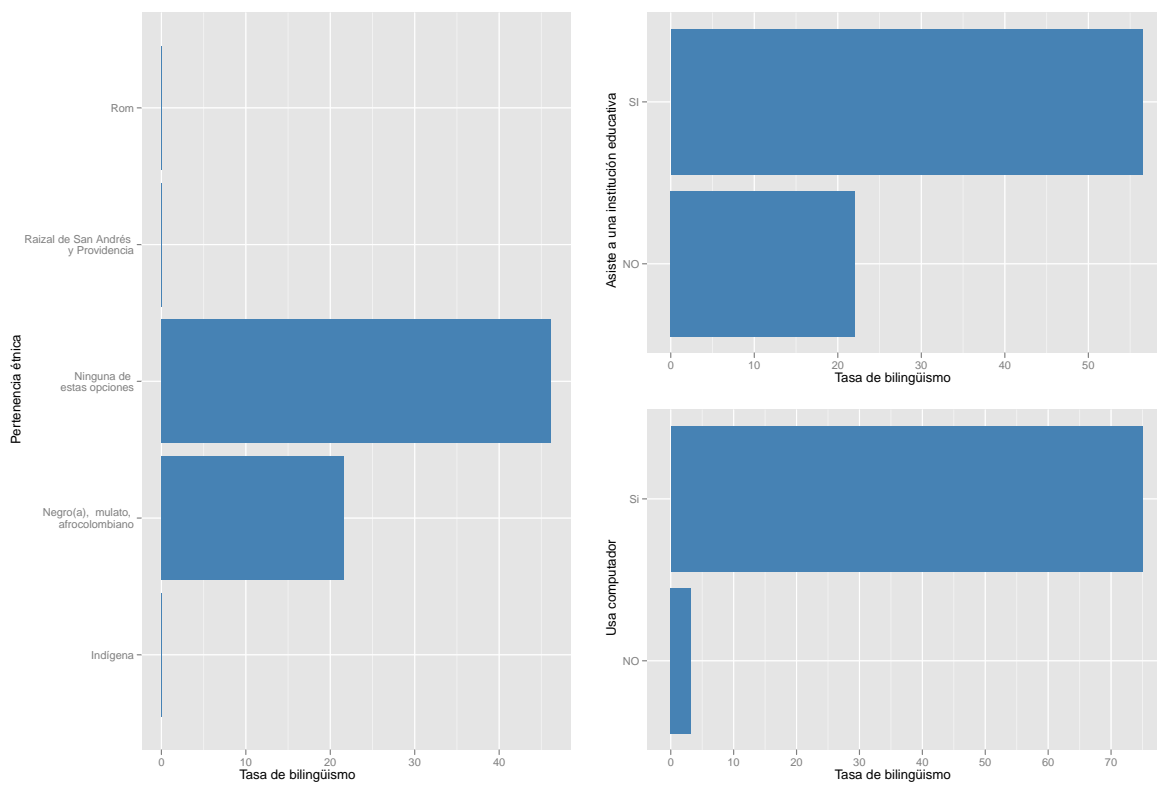 Pertenencia étnica
Rom
Raizal de San Andrés
y Providencia
Ninguna de
estas opciones
Negro(a), mulato,
afrocolombiano
Indígena
0 10 20 30 40
Tasa de bilingüismo
Asiste a una institución educativa
SI
NO
0 10 20 30 40 50
Tasa de bilingüismo
Usa computador
Si
NO
0 10 20 30 40 50 60 70
Tasa de bilingüismo